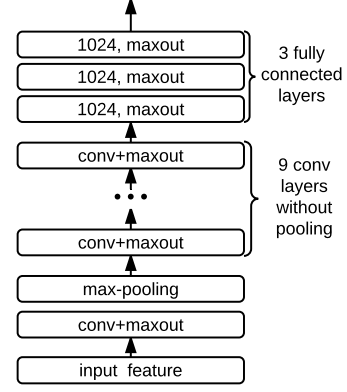 1024, maxout
1024, maxout
1024, maxout
3 fully
connected
layers
conv+maxout
•••
conv+maxout
9 conv
layers
without
pooling
max-pooling
conv+maxout
input feature